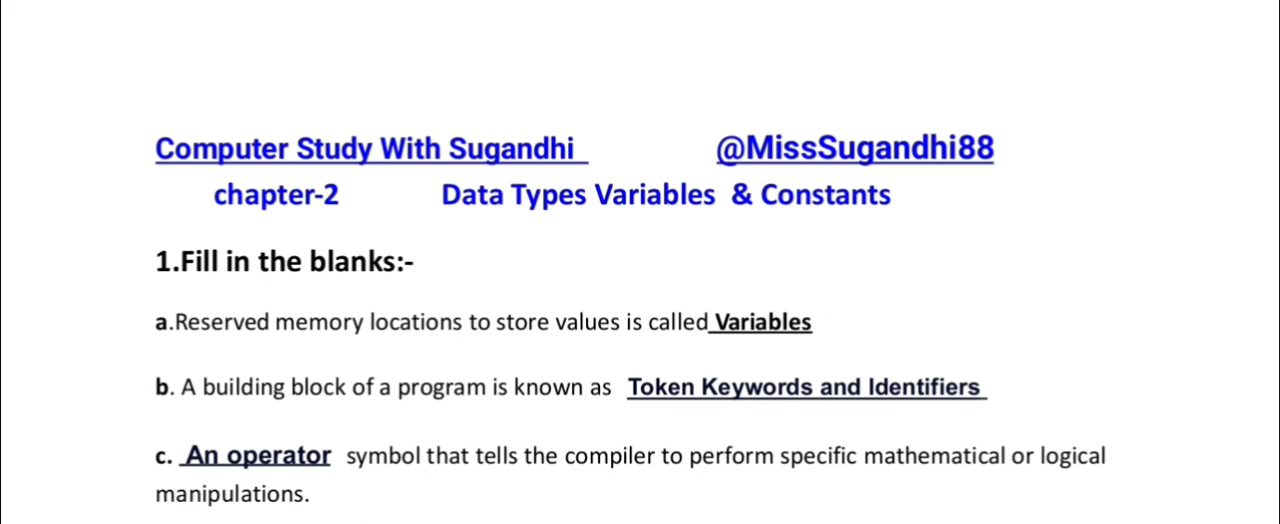 Computer Study With Sugandhi @MissSugandhi88
chapter-2 Data Types Variables & Constants
1.Fill in the blanks:-
a.Reserved memory locations to store values is called Variables
b. A building block of a program is known as Token Keywords and Identifiers
c. An operator symbol that tells the compiler to perform specific mathematical or logical
manipulations.